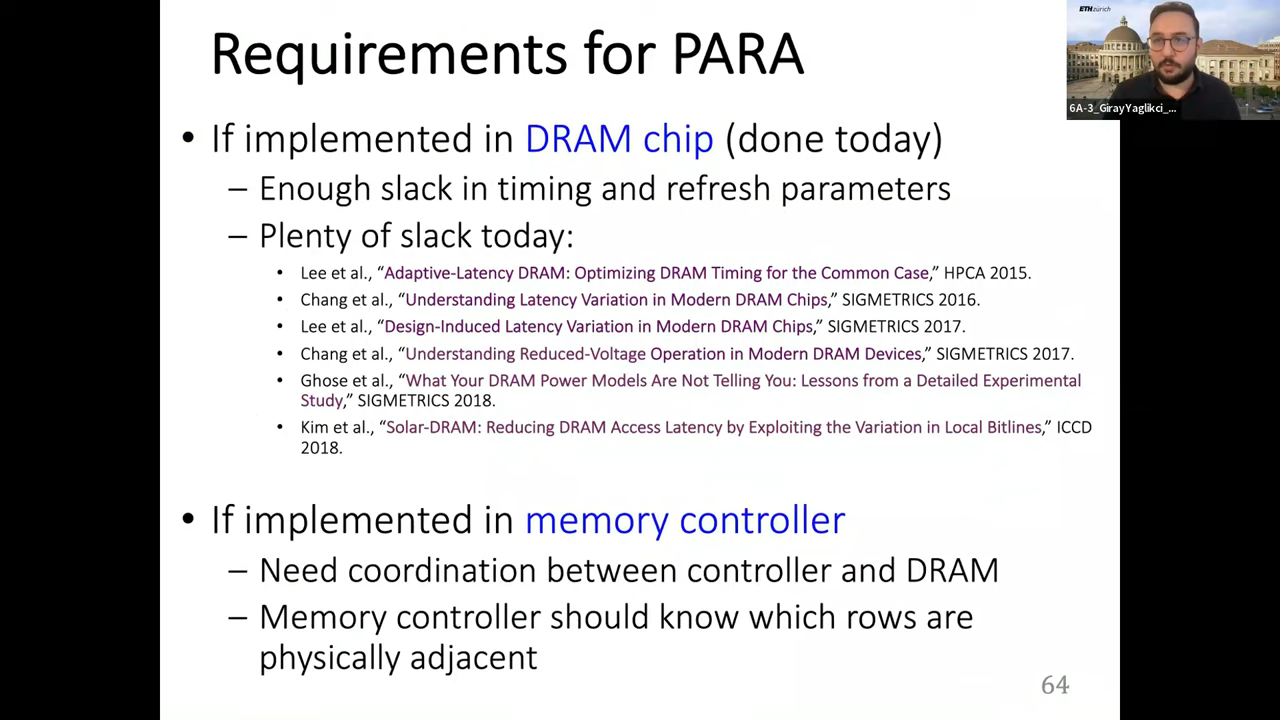 Requirements for PARA
ETH zürich
6A-3_GirayYaglikci_...
• If implemented in DRAM chip (done today)
– Enough slack in timing and refresh parameters
– Plenty of slack today:
• Lee et al., “Adaptive-Latency DRAM: Optimizing DRAM Timing for the Common Case,” HPCA 2015.
• Chang et al., “Understanding Latency Variation in Modern DRAM Chips,” SIGMETRICS 2016.
• Lee et al., “Design-Induced Latency Variation in Modern DRAM Chips,” SIGMETRICS 2017.
• Chang et al., “Understanding Reduced-Voltage Operation in Modern DRAM Devices,” SIGMETRICS 2017.
• Ghose et al., “What Your DRAM Power Models Are Not Telling You: Lessons from a Detailed Experimental
Study,” SIGMETRICS 2018.
• Kim et al., “Solar-DRAM: Reducing DRAM Access Latency by Exploiting the Variation in Local Bitlines,” ICCD
2018.
• If implemented in memory controller
– Need coordination between controller and DRAM
– Memory controller should know which rows are
physically adjacent
64